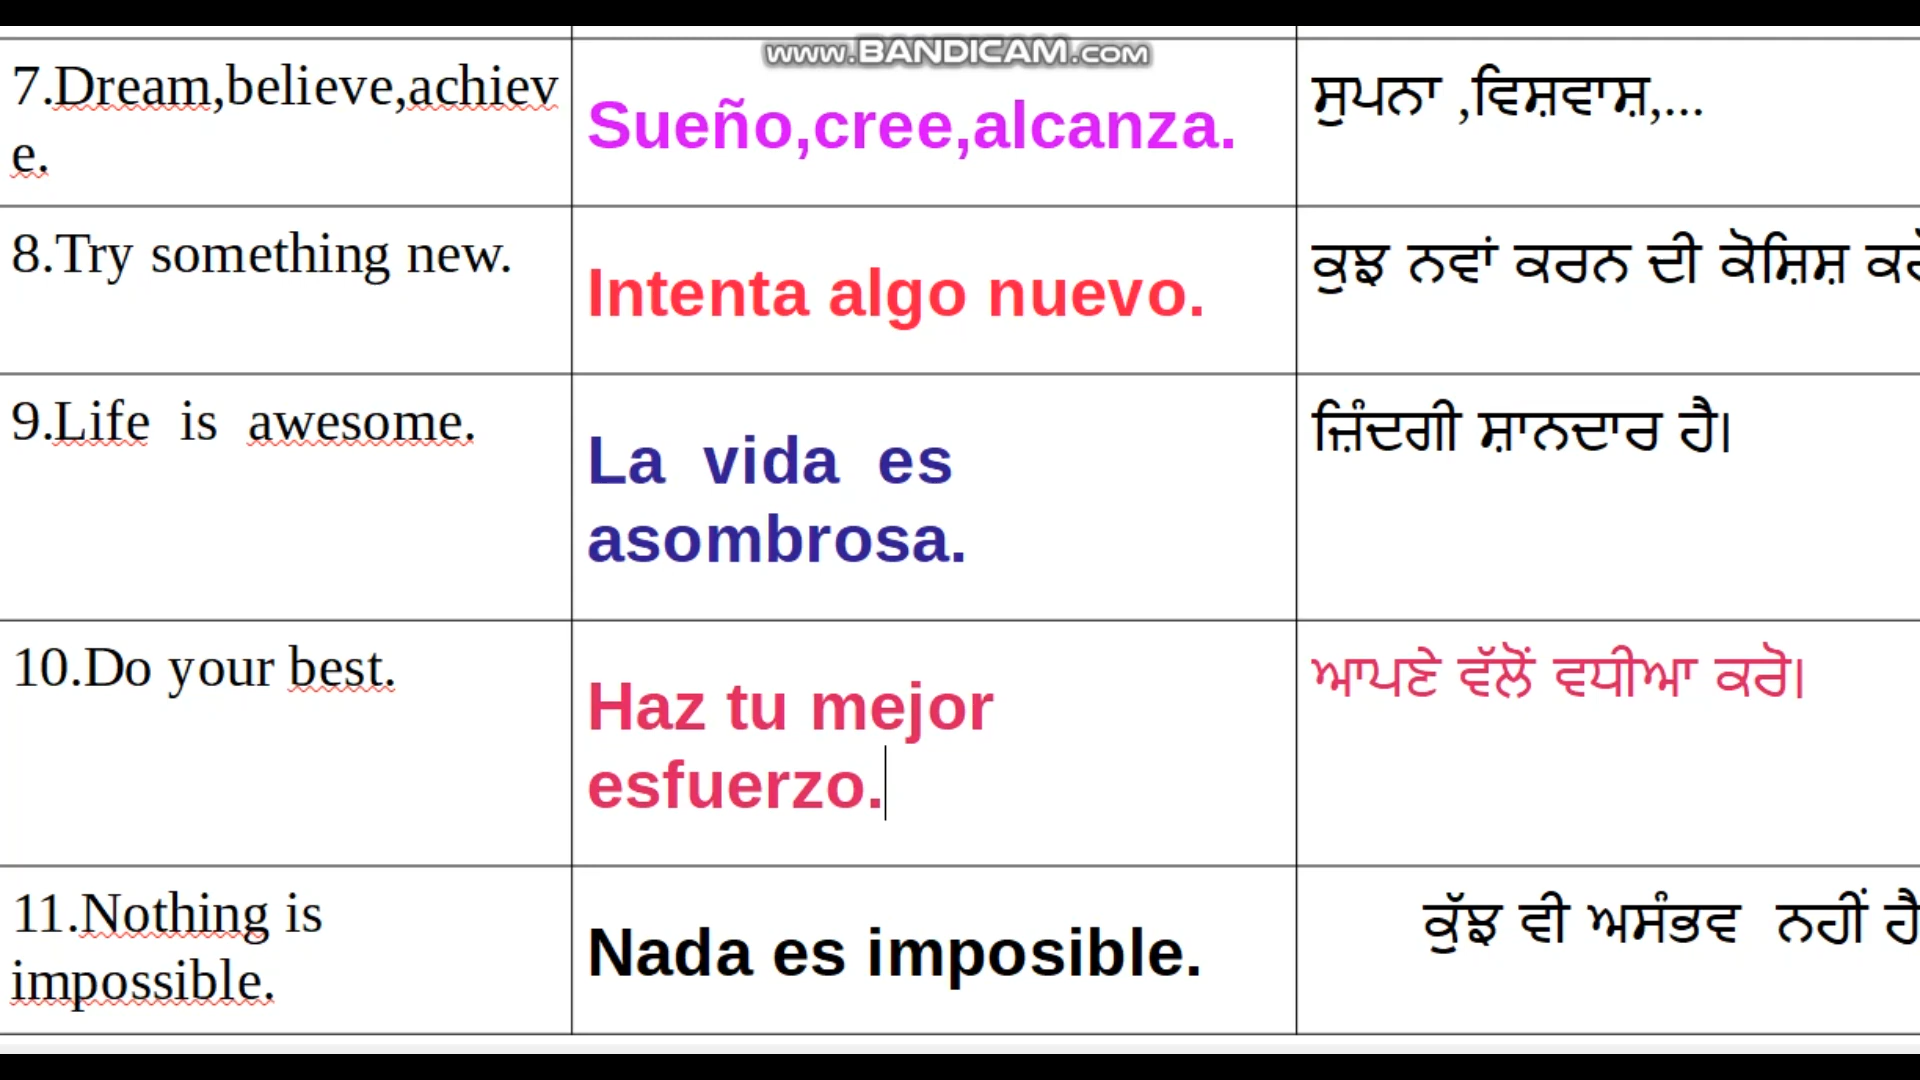 www.BANDICAM.com
7.Dream,believe,achiev
e.
Sueño,cree,alcanza.
ਸੁਪਨਾ ,ਵਿਸ਼ਵਾਸ਼,...
8.Try something new.
Intenta algo nuevo.
ਕੁਝ ਨਵਾਂ ਕਰਨ ਦੀ ਕੋਸ਼ਿਸ਼
9.Life is awesome.
La vida es
asombrosa.
ਜ਼ਿੰਦਗੀ ਸ਼ਾਨਦਾਰ ਹੈ।
10.Do your best.
Haz tu mejor
esfuerzo.
ਆਪਣੇ ਵੱਲੋਂ ਵਧੀਆ ਕਰੋ।
11.Nothing is
impossible.
Nada es imposible.
ਕੁੱਝ ਵੀ ਅਸੰਭਵ ਨਹੀਂ ਹੈ